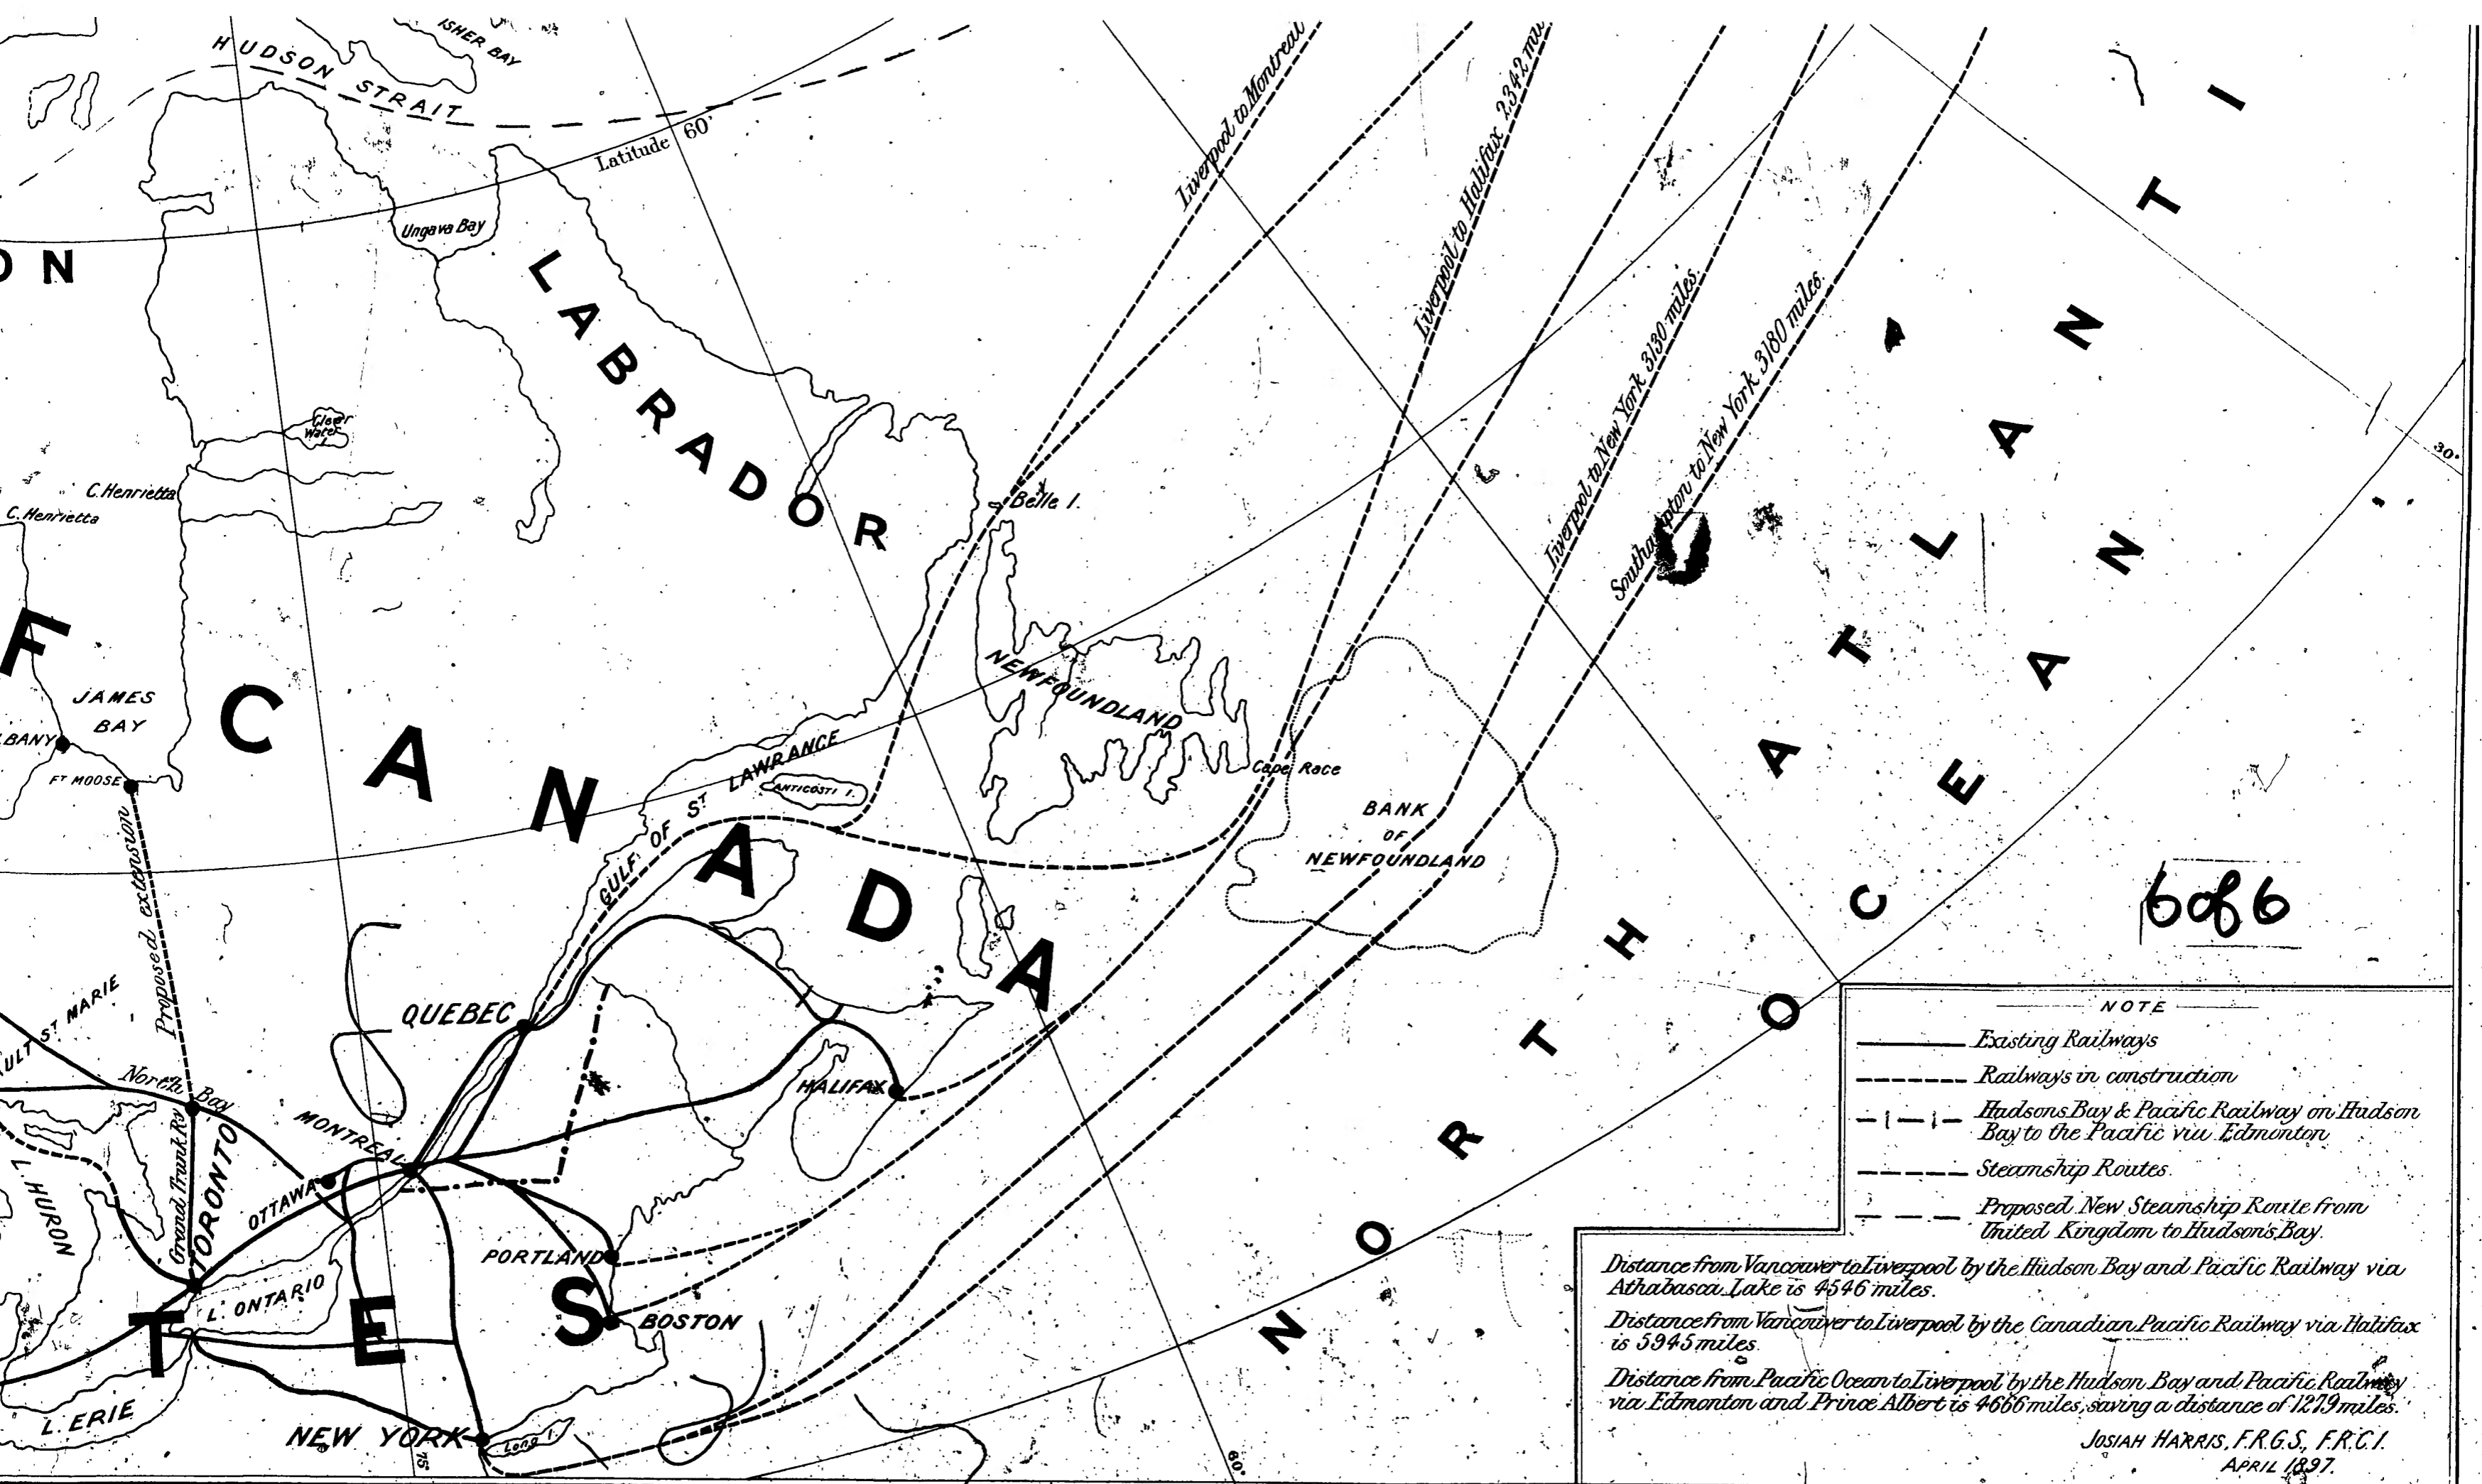 HUDSON STRAIT
ISHER BAY
Latitude 60°
Ungava Bay
ON
LABRADOR
Clear
Water
L
C. Henrietta
C. Henrietta
Belle I.
Liverpool to Montreal
Liverpool to Halifax 2342 mi
Liverpool to New York 3130 miles.
Southampton to New York 3180 miles.
30°
NORTH ATLANTI
OCEAN
F CANADA
JAMES
BAY
LBANY
FT MOOSE
NEWFOUNDLAND
Cape Race
GULF OF ST LAWRANCE
ANTICOSTI I.
BANK
OF
NEWFOUNDLAND
6 of 6
Proposed extension
AULT ST MARIE
North Bay
Grand Trunk Ry
TORONTO
L. HURON
QUEBEC
MONTREAL
OTTAWA
HALIFAX
PORTLAND
BOSTON
L. ONTARIO
TES
L. ERIE
NEW YORK
Long I.
75°
60°
NOTE
Existing Railways
Railways in construction
Hudsons Bay & Pacific Railway on Hudson
Bay to the Pacific via Edmonton
Steamship Routes.
Proposed New Steamship Route from
United Kingdom to Hudson's Bay.
Distance from Vancouver to Liverpool by the Hudson Bay and Pacific Railway via
Athabasca Lake is 4546 miles.
Distance from Vancouver to Liverpool by the Canadian Pacific Railway via Halifax
is 5945 miles.
Distance from Pacific Ocean to Liverpool by the Hudson Bay and Pacific Railway
via Edmonton and Prince Albert is 4666 miles, saving a distance of 1279 miles.
JOSIAH HARRIS, F.R.G.S., F.R.C.I.
APRIL 1897.